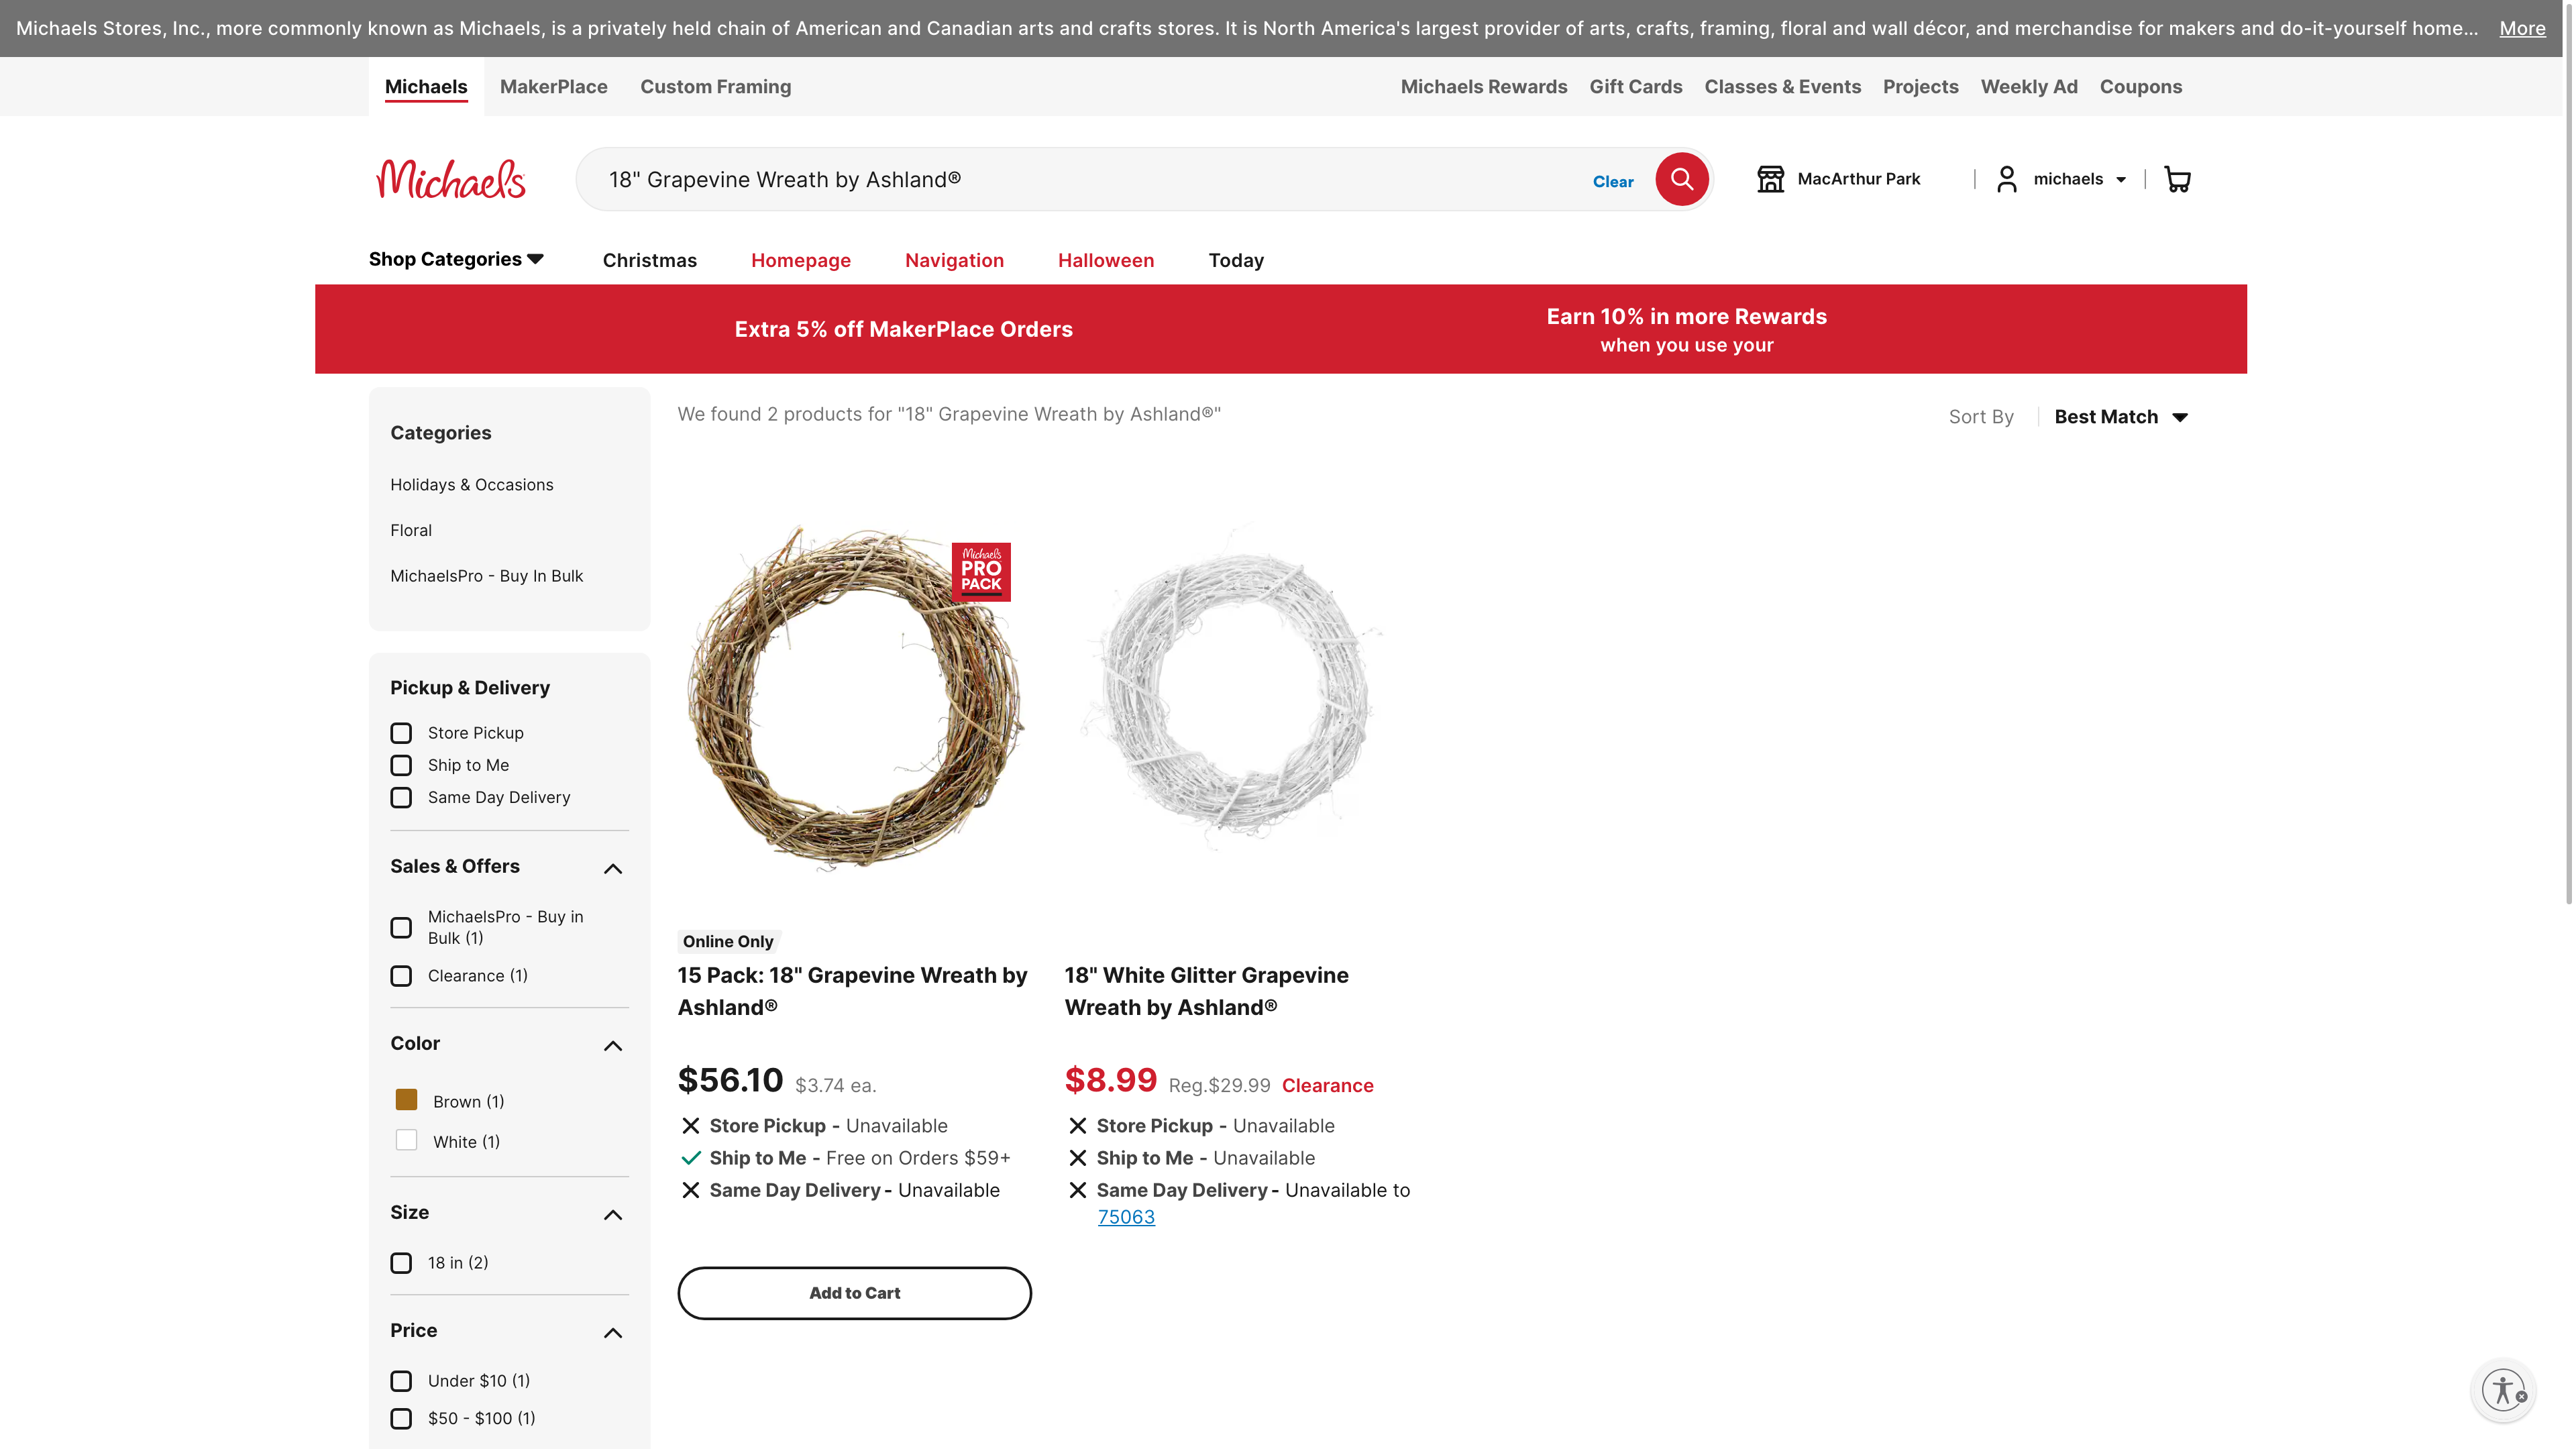 Michaels Stores, Inc., more commonly known as Michaels, is a privately held chain of American and Canadian arts and crafts stores. It is North America's largest provider of arts, crafts, framing, floral and wall décor, and merchandise for makers and do-it-yourself home... More
Michaels MakerPlace Custom Framing Michaels Rewards Gift Cards Classes & Events Projects Weekly Ad Coupons
Michaels 18" Grapevine Wreath by Ashland® Clear MacArthur Park michaels
Shop Categories Christmas Homepage Navigation Halloween Today
Extra 5% off MakerPlace Orders
Earn 10% in more Rewards
when you use your
Categories
Holidays & Occasions
Floral
MichaelsPro - Buy In Bulk
Pickup & Delivery
Store Pickup
Ship to Me
Same Day Delivery
Sales & Offers
MichaelsPro - Buy in
Bulk (1)
Clearance (1)
Color
Brown (1)
White (1)
Size
18 in (2)
Price
Under $10 (1)
$50 - $100 (1)
We found 2 products for "18" Grapevine Wreath by Ashland®"
Sort By Best Match
Michaels
PRO
PACK
Online Only
15 Pack: 18" Grapevine Wreath by
Ashland®
$56.10 $3.74 ea.
Store Pickup - Unavailable
Ship to Me - Free on Orders $59+
Same Day Delivery - Unavailable
Add to Cart
18" White Glitter Grapevine
Wreath by Ashland®
$8.99 Reg.$29.99 Clearance
Store Pickup - Unavailable
Ship to Me - Unavailable
Same Day Delivery - Unavailable to
75063